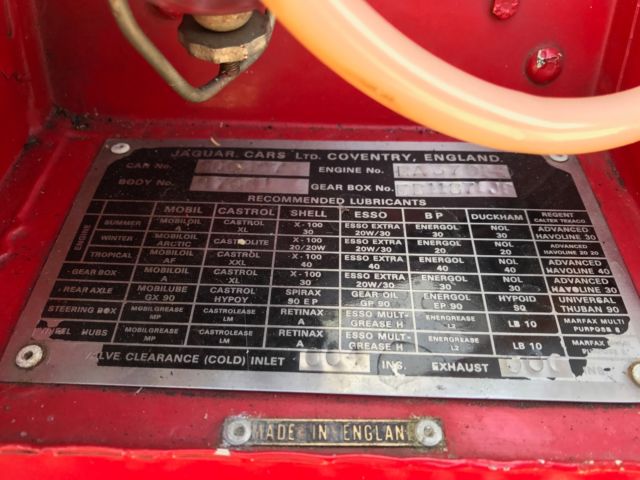 JAGUAR CARS LTD. COVENTRY, ENGLAND.
CAR No. ENGINE No.
BODY No. GEAR BOX No.
RECOMMENDED LUBRICANTS
MOBIL CASTROL SHELL ESSO BP DUCKHAM REGENT CALTEX TEXACO
ENGINE
SUMMER MOBILOIL A CASTROL XL X-100 30 ESSO EXTRA 20W/30 ENERGOL 30 NOL 30 ADVANCED HAVOLINE 30
WINTER MOBILOIL ARCTIC CASTROLITE X-100 20/20W ESSO EXTRA 20W/30 ENERGOL 20 NOL 20 ADVANCED HAVOLINE 20 20
TROPICAL MOBILOIL AF CASTROL XXL X-100 40 ESSO EXTRA 40 ENERGOL 40 NOL 40 ADVANCED HAVOLINE 40
GEAR BOX MOBILOIL A CASTROL XL X-100 30 ESSO EXTRA 20W/30 ENERGOL 30 NOL 30 ADVANCED HAVOLINE 30
REAR AXLE MOBILUBE GX 90 CASTROL HYPOY SPIRAX 90 EP GEAR OIL GP 90 ENERGOL EP 90 HYPOID 90 UNIVERSAL THUBAN 90
STEERING BOX MOBILGREASE MP CASTROLEASE LM RETINAX A ESSO MULTI-GREASE H ENERGREASE L2 LB 10 MARFAX MULTI PURPOSE
WHEEL HUBS MOBILGREASE MP CASTROLEASE LM RETINAX A ESSO MULTI-GREASE H ENERGREASE L2 LB 10 MARFAX
VALVE CLEARANCE (COLD) INLET INS. EXHAUST INS
MADE IN ENGLAND